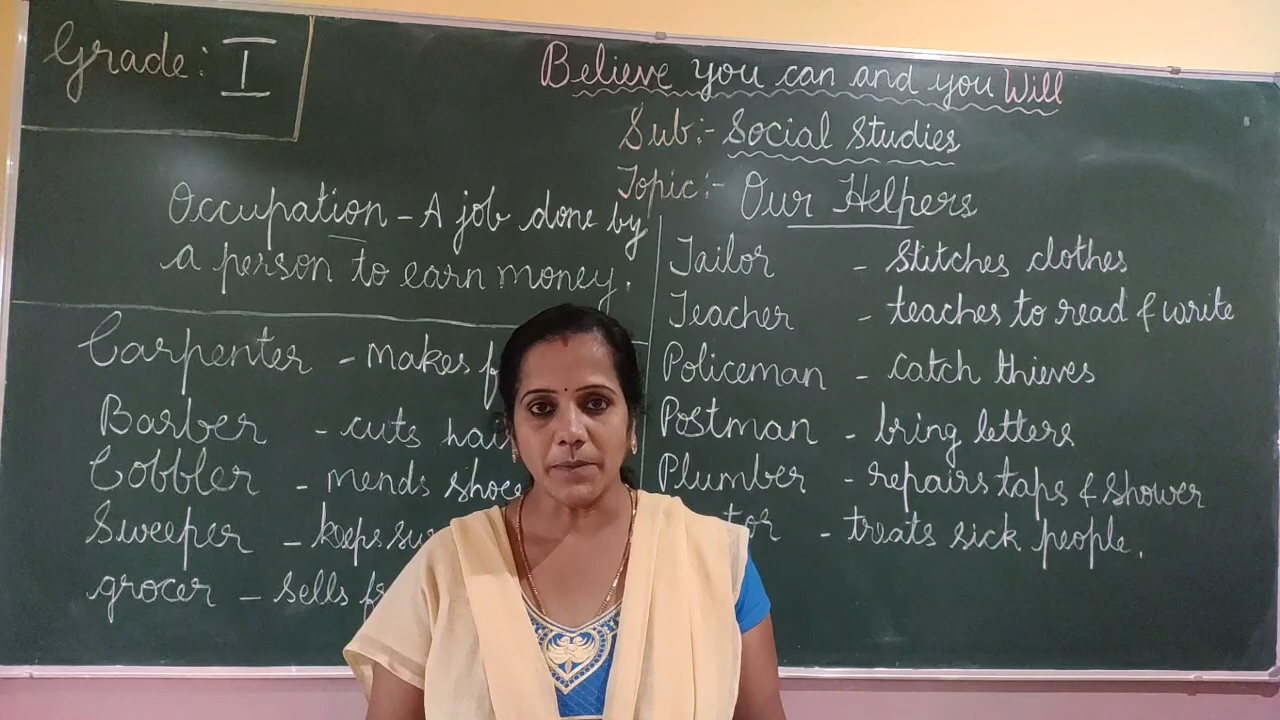 Grade: I
Believe you can and you Will
Sub:- Social Studies
Topic:- Our Helpers
Occupation - A job done by
a person to earn money.
Carpenter - makes
Barber - cuts hair
Cobbler - mends shoes
Sweeper - keeps
grocer - sells
Tailor - Stitches clothes
Teacher - teaches to read & write
Policeman - catch thieves
Postman - bring letters
Plumber - repairs taps & shower
tor - treats sick people.